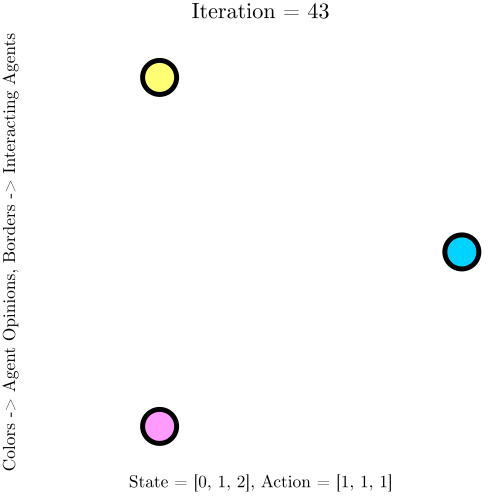 Iteration = 43
Colors -> Agent Opinions, Borders -> Interacting Agents
State = [0, 1, 2], Action = [1, 1, 1]